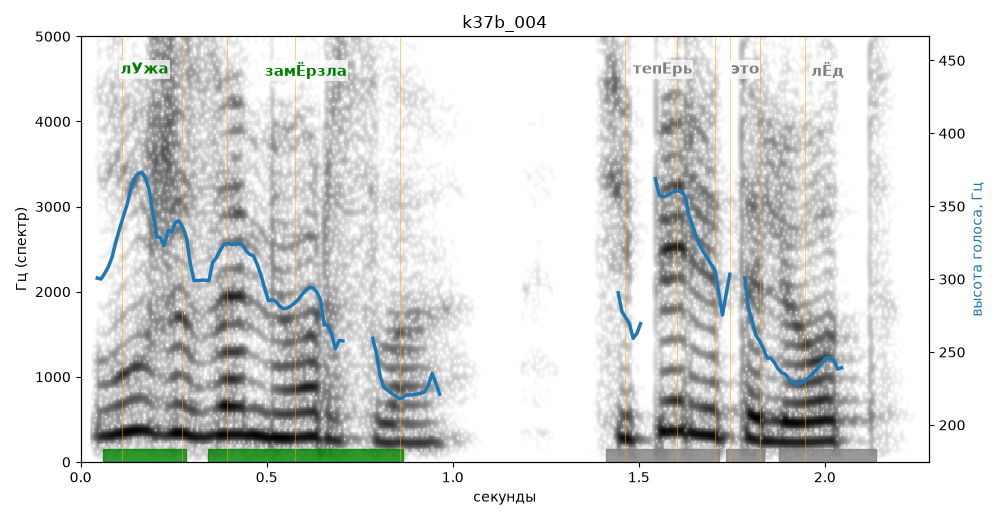 k37b_004
лУжа замЁрзла тепЕрь это лЁд
5000
4000
3000
2000
1000
0
Гц (спектр)
450
400
350
300
250
200
высота голоса, Гц
0.0 0.5 1.0 1.5 2.0
секунды